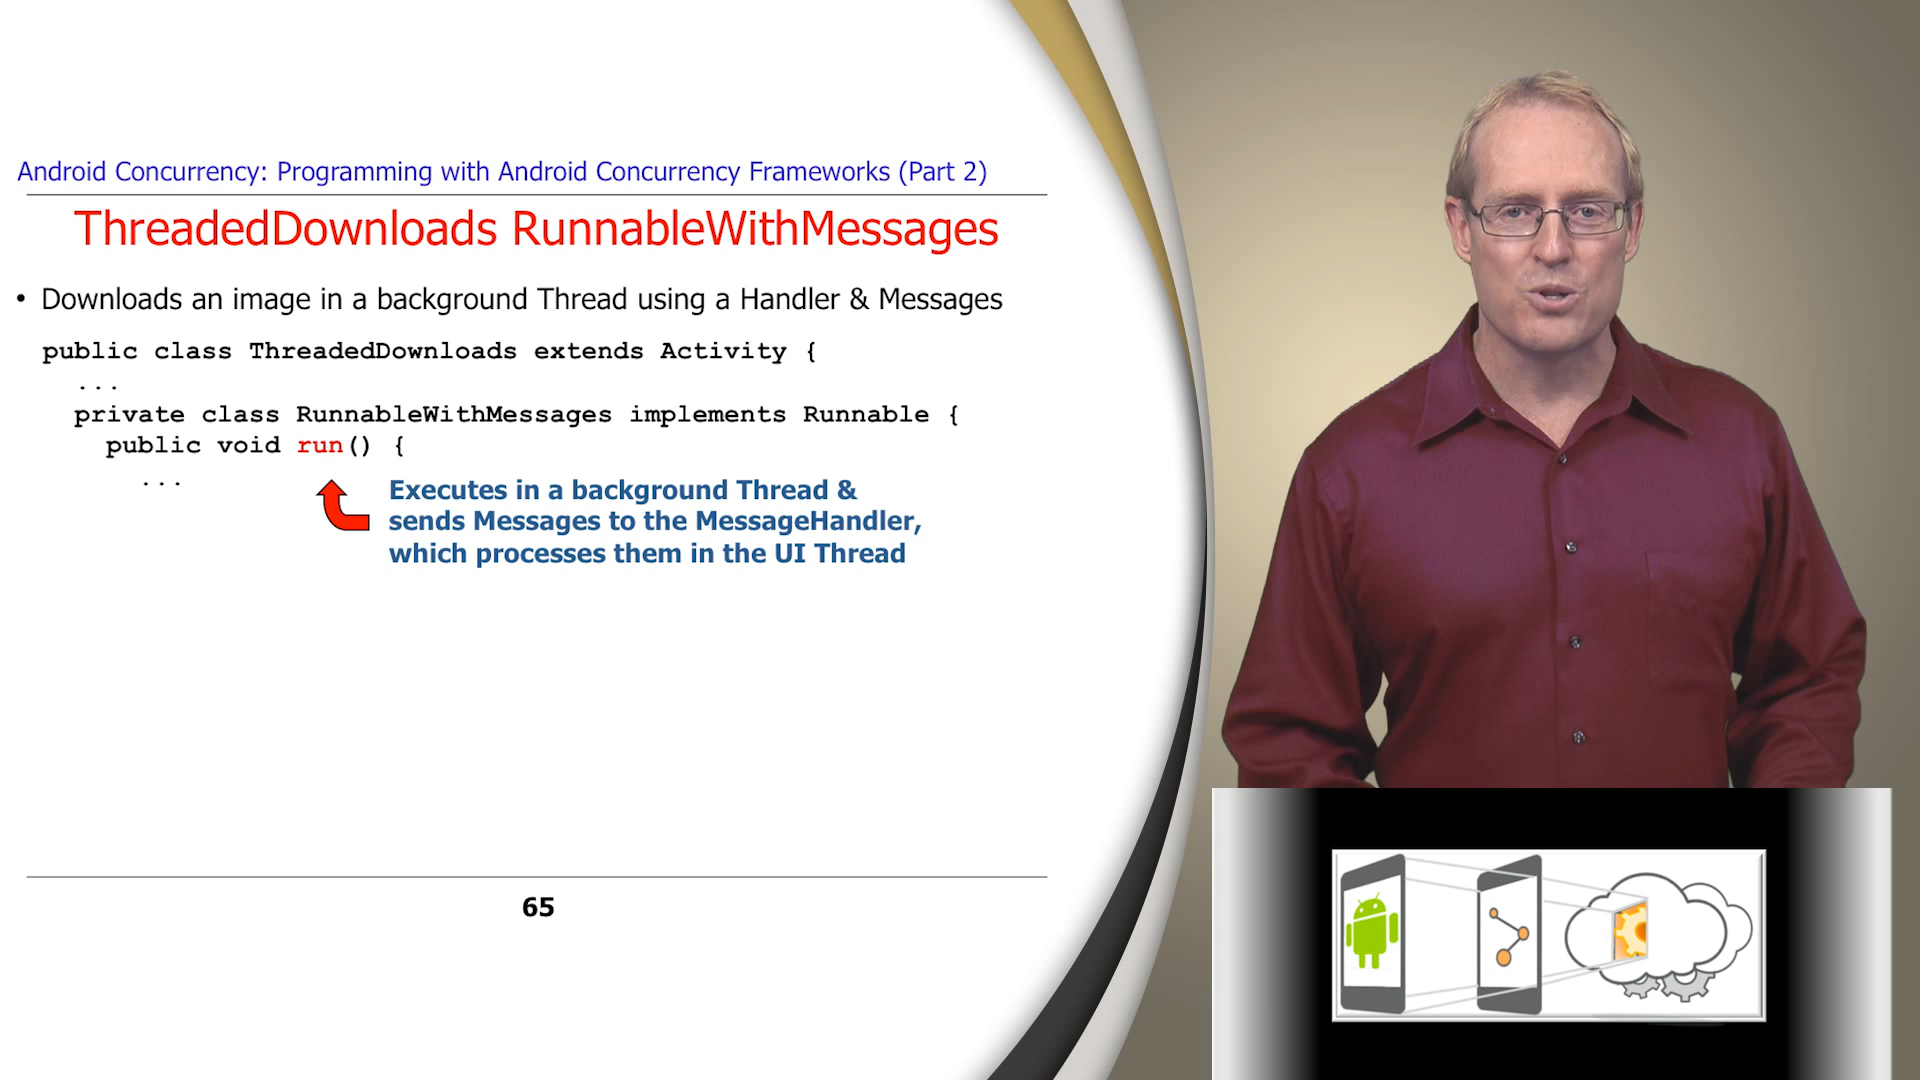 Android Concurrency: Programming with Android Concurrency Frameworks (Part 2)
ThreadedDownloads RunnableWithMessages
• Downloads an image in a background Thread using a Handler & Messages
public class ThreadedDownloads extends Activity {
...
private class RunnableWithMessages implements Runnable {
public void run() {
...
Executes in a background Thread &
sends Messages to the MessageHandler,
which processes them in the UI Thread
65